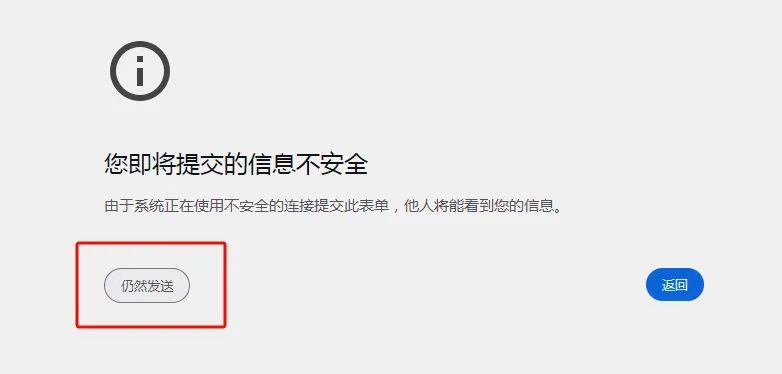 您即将提交的信息不安全
由于系统正在使用不安全的连接提交此表单，他人将能看到您的信息。
仍然发送
返回